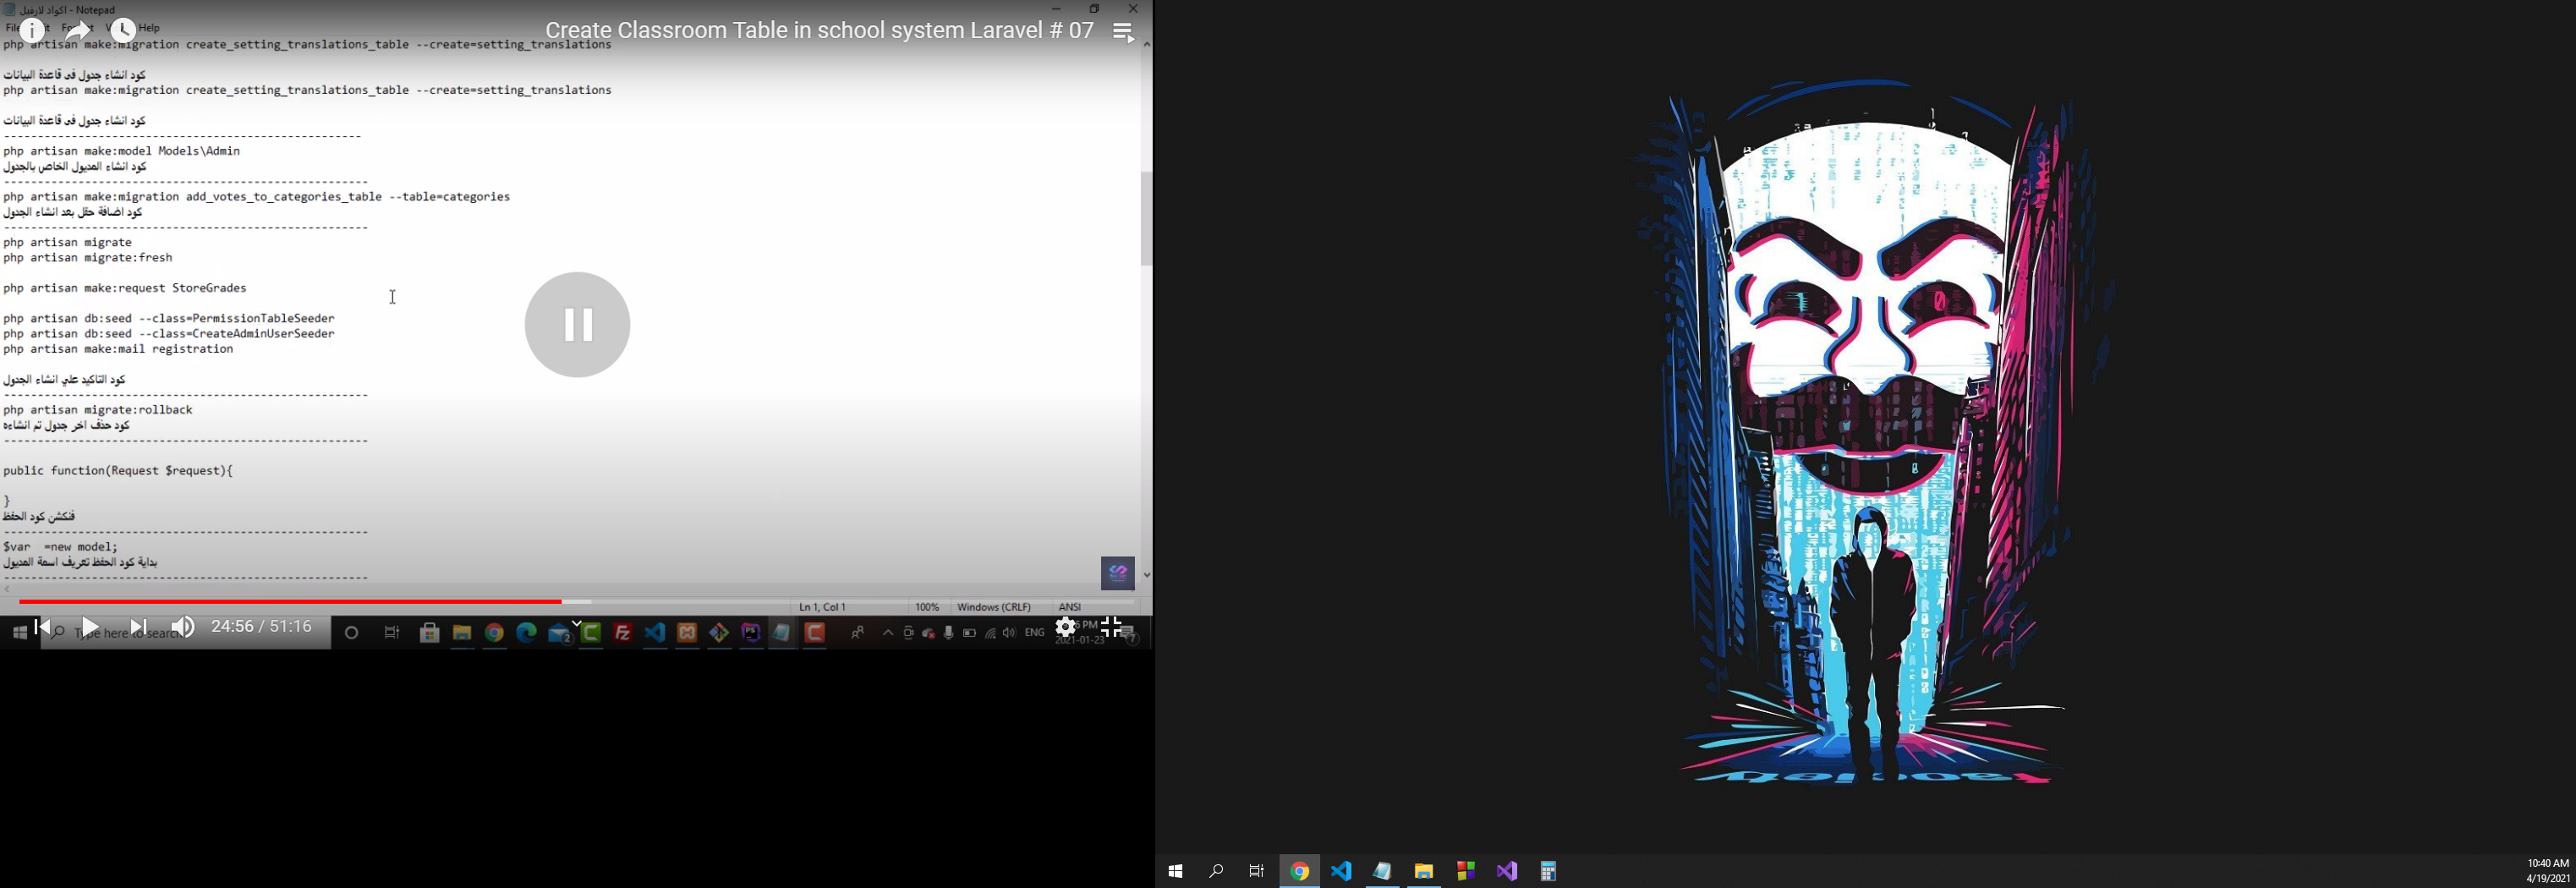 اكواد لارفيل - Notepad
Help
Create Classroom Table in school system Laravel # 07
php artisan make:migration create_setting_translations_table --create=setting_translations
كود انشاء جدول فى قاعدة البيانات
php artisan make:migration create_setting_translations_table --create=setting_translations
كود انشاء جدول فى قاعدة البيانات
------------------------------------------------------
php artisan make:model Models\Admin
كود انشاء المديول الخاص بالجدول
------------------------------------------------------
php artisan make:migration add_votes_to_categories_table --table=categories
كود اضافة حقل بعد انشاء الجدول
------------------------------------------------------
php artisan migrate
php artisan migrate:fresh
php artisan make:request StoreGrades
php artisan db:seed --class=PermissionTableSeeder
php artisan db:seed --class=CreateAdminUserSeeder
php artisan make:mail registration
كود التاكيد علي انشاء الجدول
------------------------------------------------------
php artisan migrate:rollback
كود حذف اخر جدول تم انشاءه
------------------------------------------------------
public function(Request $request){
}
فنكشن كود الحفظ
------------------------------------------------------
$var  =new model;
بداية كود الحفظ تعريف اسمة المديول
------------------------------------------------------
Ln 1, Col 1 100% Windows (CRLF) ANSI
24:56 / 51:16
Type here to search
ENG
PM
2021-01-23
10:40 AM
4/19/2021